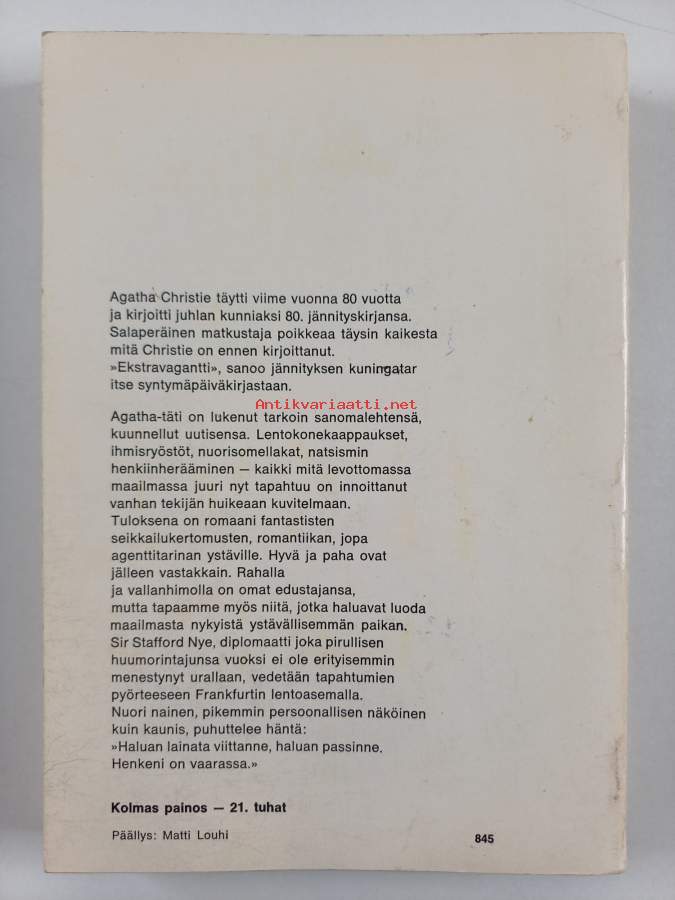 Agatha Christie täytti viime vuonna 80 vuotta
ja kirjoitti juhlan kunniaksi 80. jännityskirjansa.
Salaperäinen matkustaja poikkeaa täysin kaikesta
mitä Christie on ennen kirjoittanut.
»Ekstravagantti», sanoo jännityksen kuningatar
itse syntymäpäiväkirjastaan.
Antikvariaatti.net
Agatha-täti on lukenut tarkoin sanomalehtensä,
kuunnellut uutisensa. Lentokonekaappaukset,
ihmisryöstöt, nuorisomellakat, natsismin
henkiinherääminen — kaikki mitä levottomassa
maailmassa juuri nyt tapahtuu on innoittanut
vanhan tekijän huikeaan kuvitelmaan.
Tuloksena on romaani fantastisten
seikkailukertomusten, romantiikan, jopa
agenttitarinan ystäville. Hyvä ja paha ovat
jälleen vastakkain. Rahalla
ja vallanhimolla on omat edustajansa,
mutta tapaamme myös niitä, jotka haluavat luoda
maailmasta nykyistä ystävällisemmän paikan.
Sir Stafford Nye, diplomaatti joka pirullisen
huumorintajunsa vuoksi ei ole erityisemmin
menestynyt urallaan, vedetään tapahtumien
pyörteeseen Frankfurtin lentoasemalla.
Nuori nainen, pikemmin persoonallisen näköinen
kuin kaunis, puhuttelee häntä:
»Haluan lainata viittanne, haluan passinne.
Henkeni on vaarassa.»
Kolmas painos — 21. tuhat
Päällys: Matti Louhi
845